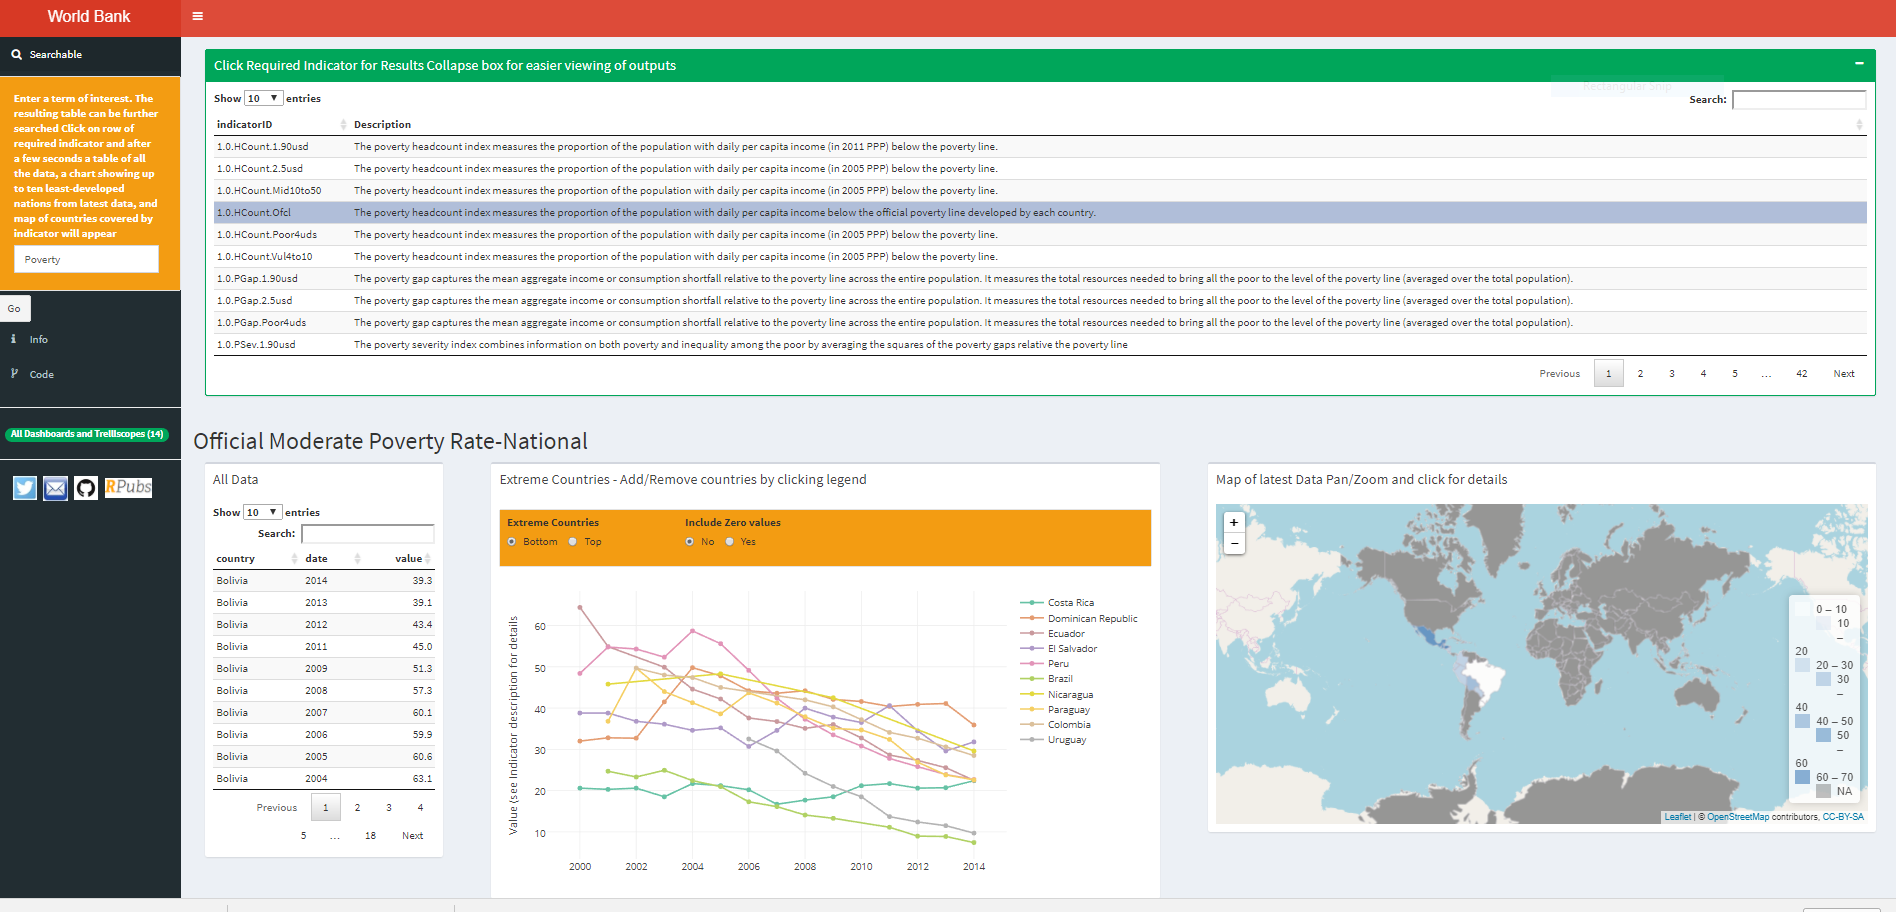 World Bank
Searchable
Enter a term of interest. The
resulting table can be further
searched Click on row of
required indicator and after
a few seconds a table of all
the data, a chart showing up
to ten least-developed
nations from latest data, and
map of countries covered by
indicator will appear
Poverty
Go
Info
Code
All Dashboards and Trelliscopes (14)
RPubs
Click Required Indicator for Results Collapse box for easier viewing of outputs
Rectangular Snip
Show 10 entries
Search:
indicatorID Description
1.0.HCount.1.90usd The poverty headcount index measures the proportion of the population with daily per capita income (in 2011 PPP) below the poverty line.
1.0.HCount.2.5usd The poverty headcount index measures the proportion of the population with daily per capita income (in 2005 PPP) below the poverty line.
1.0.HCount.Mid10to50 The poverty headcount index measures the proportion of the population with daily per capita income (in 2005 PPP) below the poverty line.
1.0.HCount.Ofcl The poverty headcount index measures the proportion of the population with daily per capita income below the official poverty line developed by each country.
1.0.HCount.Poor4uds The poverty headcount index measures the proportion of the population with daily per capita income (in 2005 PPP) below the poverty line.
1.0.HCount.Vul4to10 The poverty headcount index measures the proportion of the population with daily per capita income (in 2005 PPP) below the poverty line.
1.0.PGap.1.90usd The poverty gap captures the mean aggregate income or consumption shortfall relative to the poverty line across the entire population. It measures the total resources needed to bring all the poor to the level of the poverty line (averaged over the total population).
1.0.PGap.2.5usd The poverty gap captures the mean aggregate income or consumption shortfall relative to the poverty line across the entire population. It measures the total resources needed to bring all the poor to the level of the poverty line (averaged over the total population).
1.0.PGap.Poor4uds The poverty gap captures the mean aggregate income or consumption shortfall relative to the poverty line across the entire population. It measures the total resources needed to bring all the poor to the level of the poverty line (averaged over the total population).
1.0.PSev.1.90usd The poverty severity index combines information on both poverty and inequality among the poor by averaging the squares of the poverty gaps relative the poverty line
Previous 1 2 3 4 5 ... 42 Next
Official Moderate Poverty Rate-National
All Data
Show 10 entries
Search:
country date value
Bolivia 2014 39.3
Bolivia 2013 39.1
Bolivia 2012 43.4
Bolivia 2011 45.0
Bolivia 2009 51.3
Bolivia 2008 57.3
Bolivia 2007 60.1
Bolivia 2006 59.9
Bolivia 2005 60.6
Bolivia 2004 63.1
Previous 1 2 3 4
5 ... 18 Next
Extreme Countries - Add/Remove countries by clicking legend
Extreme Countries Include Zero values
Bottom Top No Yes
Value (see Indicator description for details
60
50
40
30
20
10
2000 2002 2004 2006 2008 2010 2012 2014
Costa Rica
Dominican Republic
Ecuador
El Salvador
Peru
Brazil
Nicaragua
Paraguay
Colombia
Uruguay
Map of latest Data Pan/Zoom and click for details
+
−
0 – 10
10
–
20
20 – 30
30
–
40
40 – 50
50
–
60
60 – 70
NA
Leaflet | © OpenStreetMap contributors, CC-BY-SA